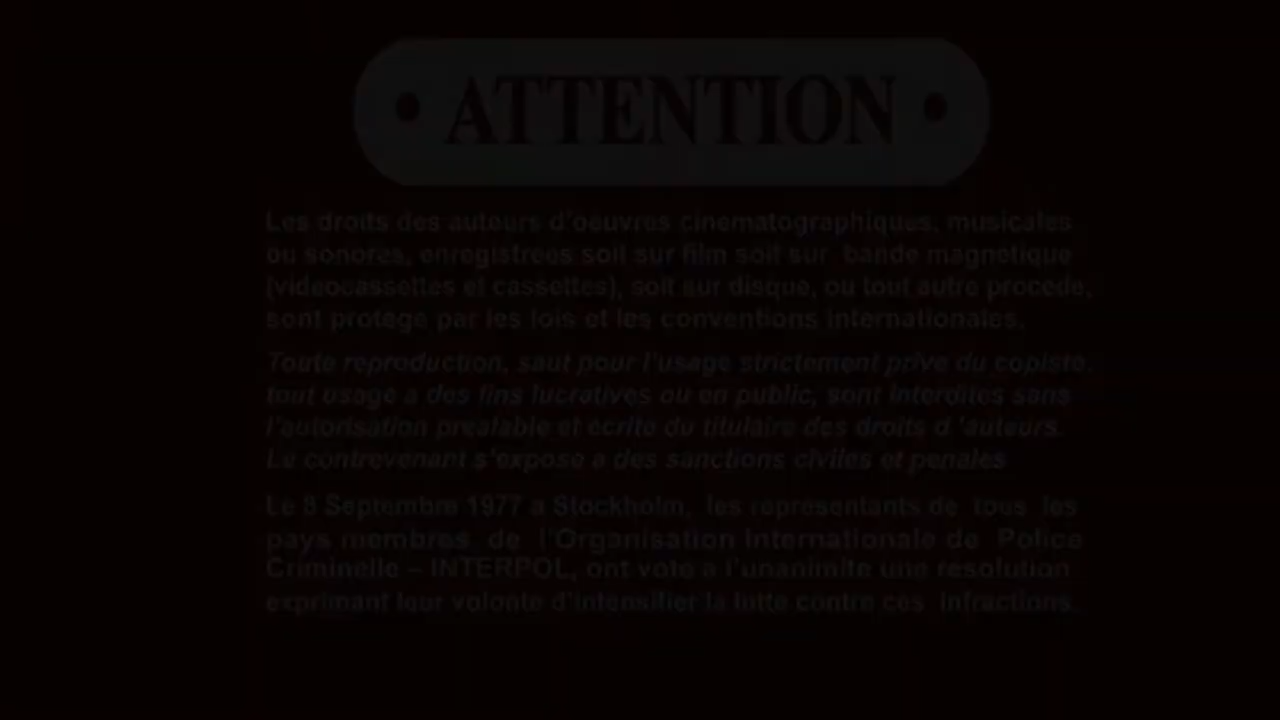 • ATTENTION •
Les droits des auteurs d'oeuvres cinematographiques, musicales
ou sonores, enregistrees soit sur film soit sur bande magnetique
(videocassettes et cassettes), soit sur disque, ou tout autre procede,
sont protege par les lois et les conventions internationales.
Toute reproduction, sauf pour l'usage strictement prive du copiste
tout usage a des fins lucratives ou en public, sont interdites sans
l'autorisation prealable et ecrite du titulaire des droits d 'auteurs.
Le contrevenant s'expose a des sanctions civiles et penales
Le 8 Septembre 1977 a Stockholm, les representants de tous les
pays membres de l'Organisation Internationale de Police
Criminelle – INTERPOL, ont vote a l'unanimite une resolution
exprimant leur volonte d'intensifier la lutte contre ces infractions.